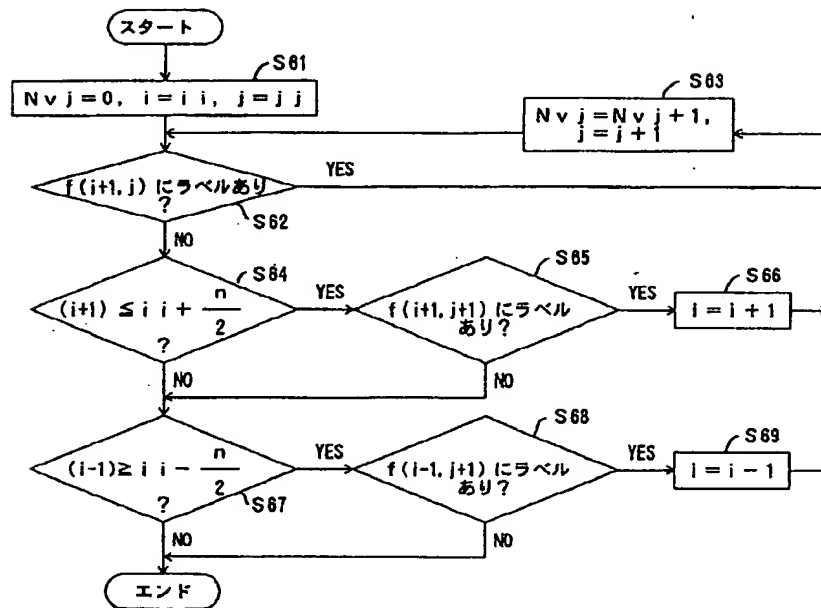 スタート
S61
Nvj=0, i=ii, j=jj
S63
Nvj=Nvj+1,
j=j+1
f(i+1,j)にラベルあり
?
YES
S62
NO
S64
(i+1)≦ii+n/2
?
YES
S65
f(i+1,j+1)にラベル
あり?
YES
S66
i=i+1
NO
NO
(i-1)≧ii-n/2
?
S67
YES
S68
f(i-1,j+1)にラベル
あり?
YES
S69
i=i-1
NO
NO
エンド